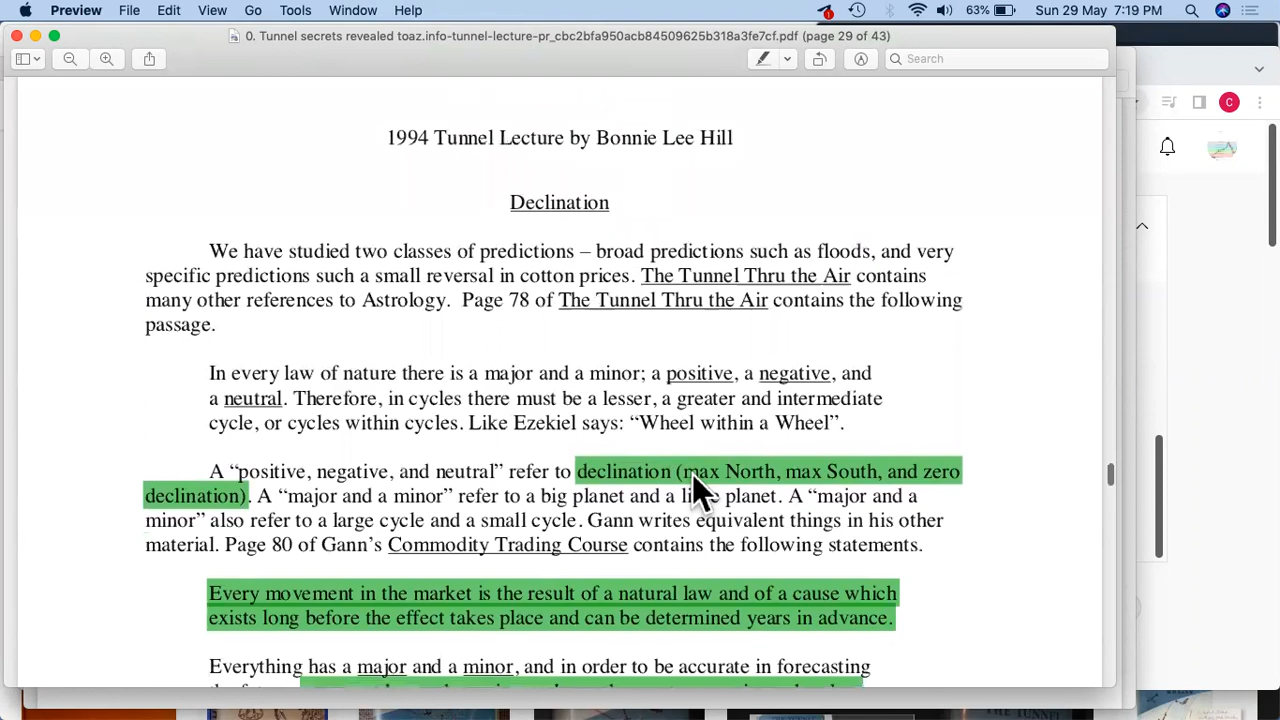 Preview File Edit View Go Tools Window Help 1 63% Sun 29 May 7:19 PM
0. Tunnel secrets revealed toaz.info-tunnel-lecture-pr_cbc2bfa950acb84509625b318a3fe7cf.pdf (page 29 of 43)
Search
C
1994 Tunnel Lecture by Bonnie Lee Hill
Declination
We have studied two classes of predictions – broad predictions such as floods, and very
specific predictions such a small reversal in cotton prices. The Tunnel Thru the Air contains
many other references to Astrology. Page 78 of The Tunnel Thru the Air contains the following
passage.
In every law of nature there is a major and a minor; a positive, a negative, and
a neutral. Therefore, in cycles there must be a lesser, a greater and intermediate
cycle, or cycles within cycles. Like Ezekiel says: “Wheel within a Wheel”.
A “positive, negative, and neutral” refer to declination (max North, max South, and zero
declination). A “major and a minor” refer to a big planet and a planet. A “major and a
minor” also refer to a large cycle and a small cycle. Gann writes equivalent things in his other
material. Page 80 of Gann’s Commodity Trading Course contains the following statements.
Every movement in the market is the result of a natural law and of a cause which
exists long before the effect takes place and can be determined years in advance.
Everything has a major and a minor, and in order to be accurate in forecasting